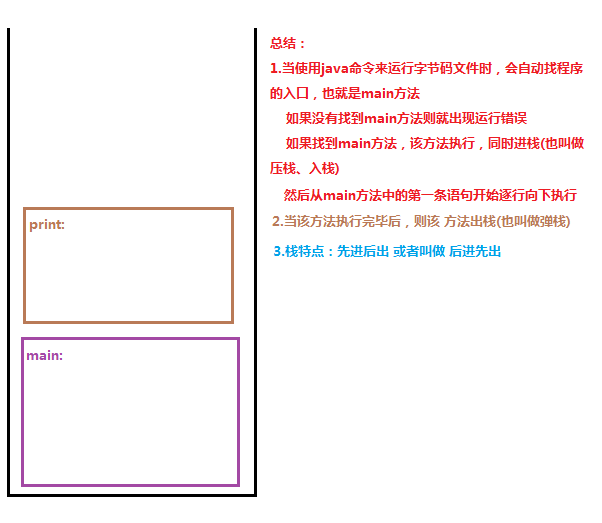 总结：
1.当使用java命令来运行字节码文件时，会自动找程序
的入口，也就是main方法
如果没有找到main方法则就出现运行错误
如果找到main方法，该方法执行，同时进栈(也叫做
压栈、入栈)
然后从main方法中的第一条语句开始逐行向下执行
2.当该方法执行完毕后，则该 方法出栈(也叫做弹栈)
3.栈特点：先进后出 或者叫做 后进先出
print:
main: